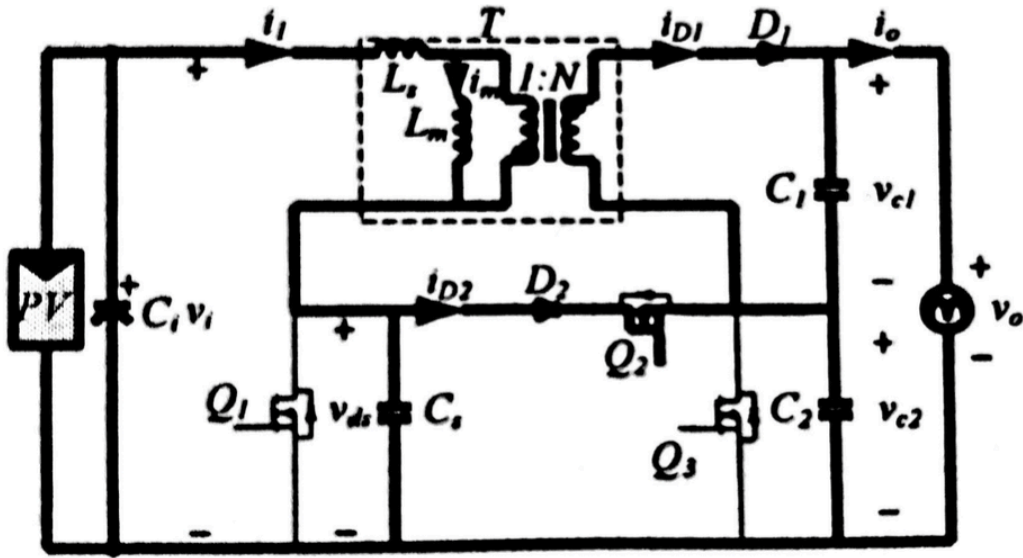 i1 T iD1 D1 io
+ Ls im 1:N +
Lm
C1 vc1
PV + Ci vi iD2 D2 - + vo
+ Q2 + -
Q1 vds Cs Q3 C2 vc2
- - -